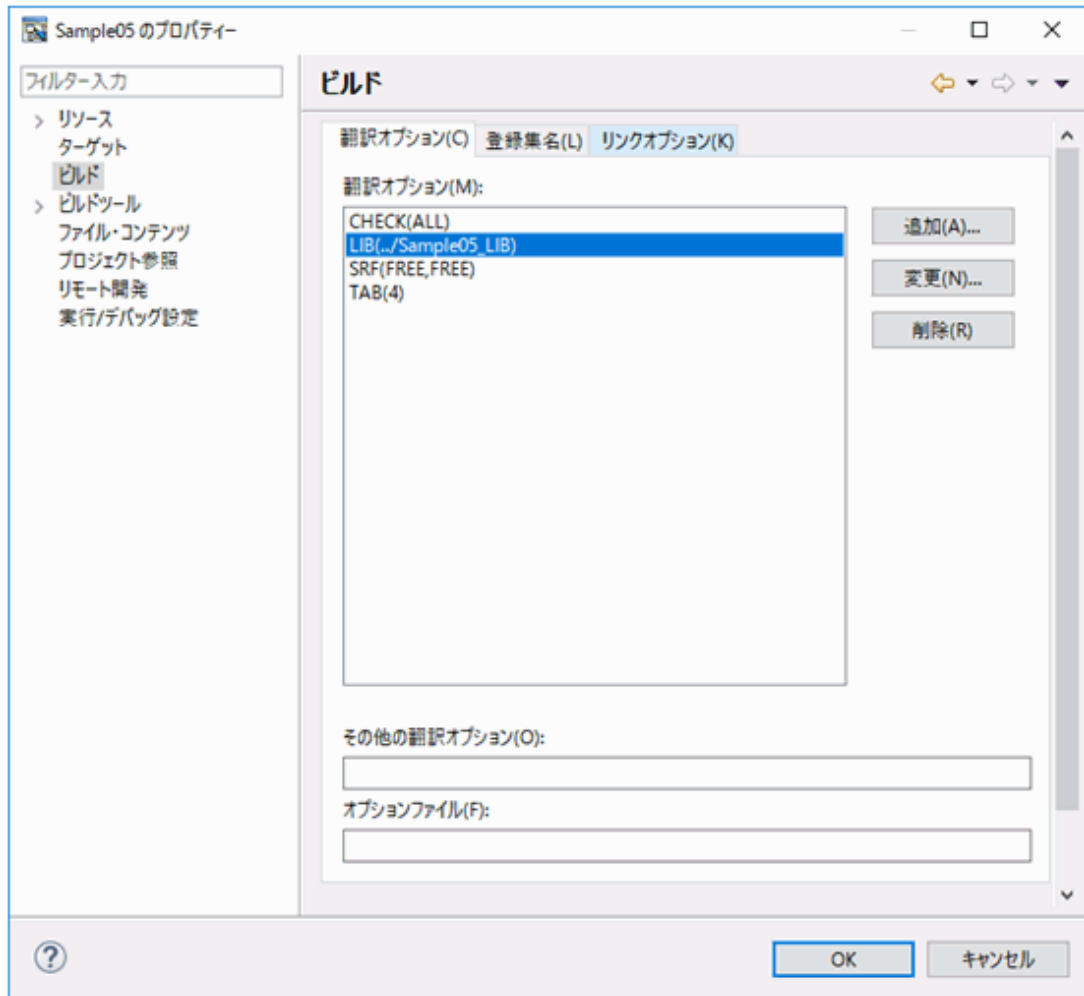 Sample05 のプロパティー
フィルター入力
リソース
ターゲット
ビルド
ビルドツール
ファイル・コンテンツ
プロジェクト参照
リモート開発
実行/デバッグ設定
ビルド
翻訳オプション(C) 登録集名(L) リンクオプション(K)
翻訳オプション(M):
CHECK(ALL)
LIB(../Sample05_LIB)
SRF(FREE,FREE)
TAB(4)
追加(A)...
変更(N)...
削除(R)
その他の翻訳オプション(O):
オプションファイル(F):
OK キャンセル